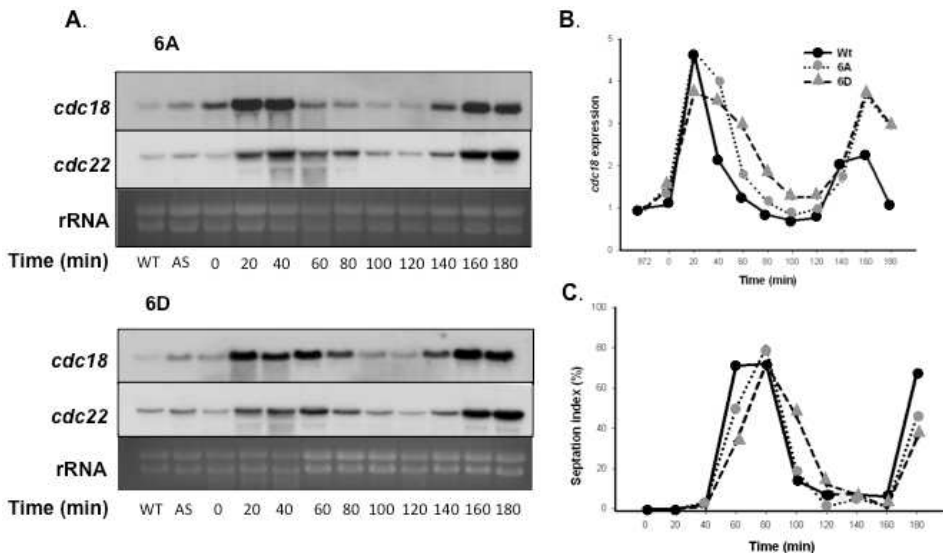 A.
6A
cdc18
cdc22
rRNA
Time (min) WT AS 0 20 40 60 80 100 120 140 160 180
6D
cdc18
cdc22
rRNA
Time (min) WT AS 0 20 40 60 80 100 120 140 160 180
B.
5
4
3
2
1
0
cdc18 expression
Wt
6A
6D
972 0 20 40 60 80 100 120 140 160 180
Time (min)
C.
100
80
60
40
20
0
Septation index (%)
0 20 40 60 80 100 120 140 160 180
Time (min)